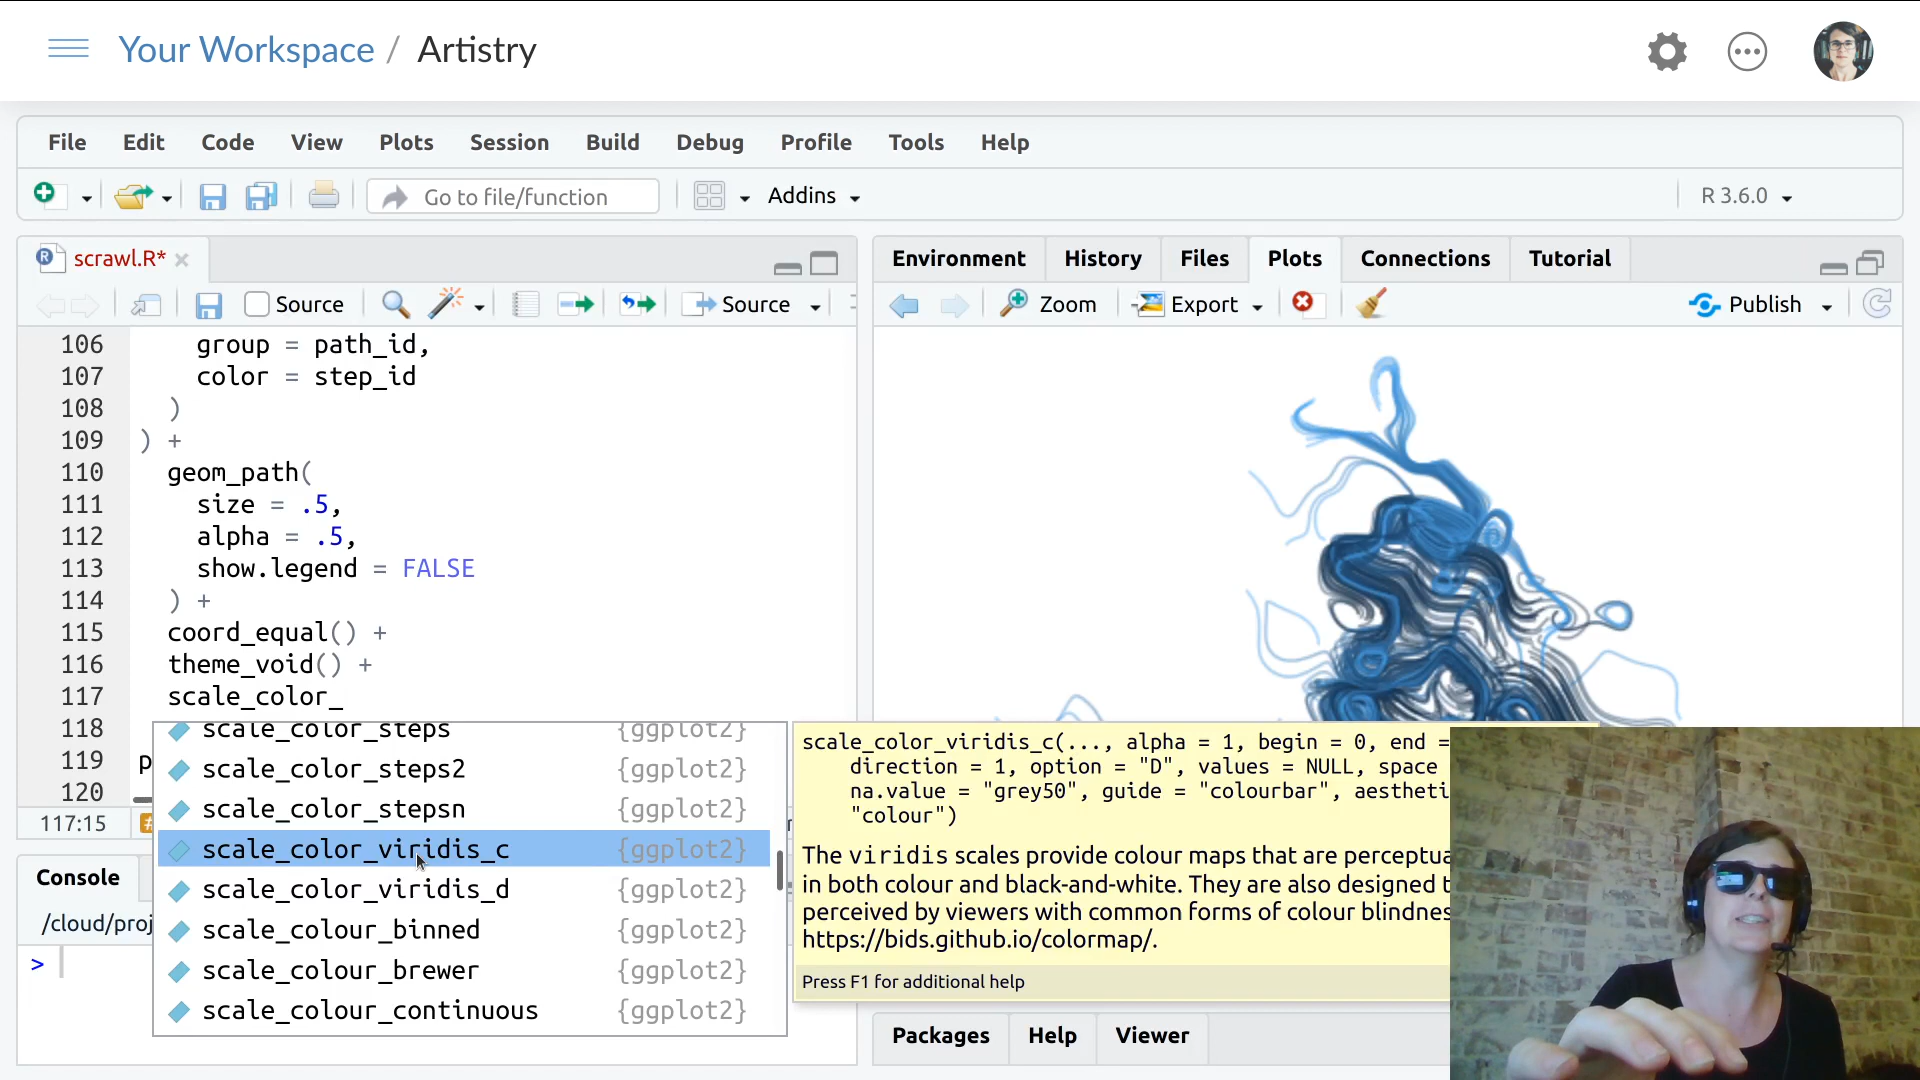 Your Workspace / Artistry
File Edit Code View Plots Session Build Debug Profile Tools Help
Go to file/function Addins R 3.6.0
scrawl.R*
Source Source
106 group = path_id,
107 color = step_id
108 )
109 ) +
110 geom_path(
111 size = .5,
112 alpha = .5,
113 show.legend = FALSE
114 ) +
115 coord_equal() +
116 theme_void() +
117 scale_color_
118
119 p
120
117:15
scale_color_steps {ggplot2}
scale_color_steps2 {ggplot2}
scale_color_stepsn {ggplot2}
scale_color_viridis_c {ggplot2}
scale_color_viridis_d {ggplot2}
scale_colour_binned {ggplot2}
scale_colour_brewer {ggplot2}
scale_colour_continuous {ggplot2}
Console
/cloud/proj
>
Environment History Files Plots Connections Tutorial
Zoom Export Publish
scale_color_viridis_c(..., alpha = 1, begin = 0, end =
direction = 1, option = "D", values = NULL, space
na.value = "grey50", guide = "colourbar", aestheti
"colour")
The viridis scales provide colour maps that are perceptua
in both colour and black-and-white. They are also designed t
perceived by viewers with common forms of colour blindnes
https://bids.github.io/colormap/.
Press F1 for additional help
Packages Help Viewer